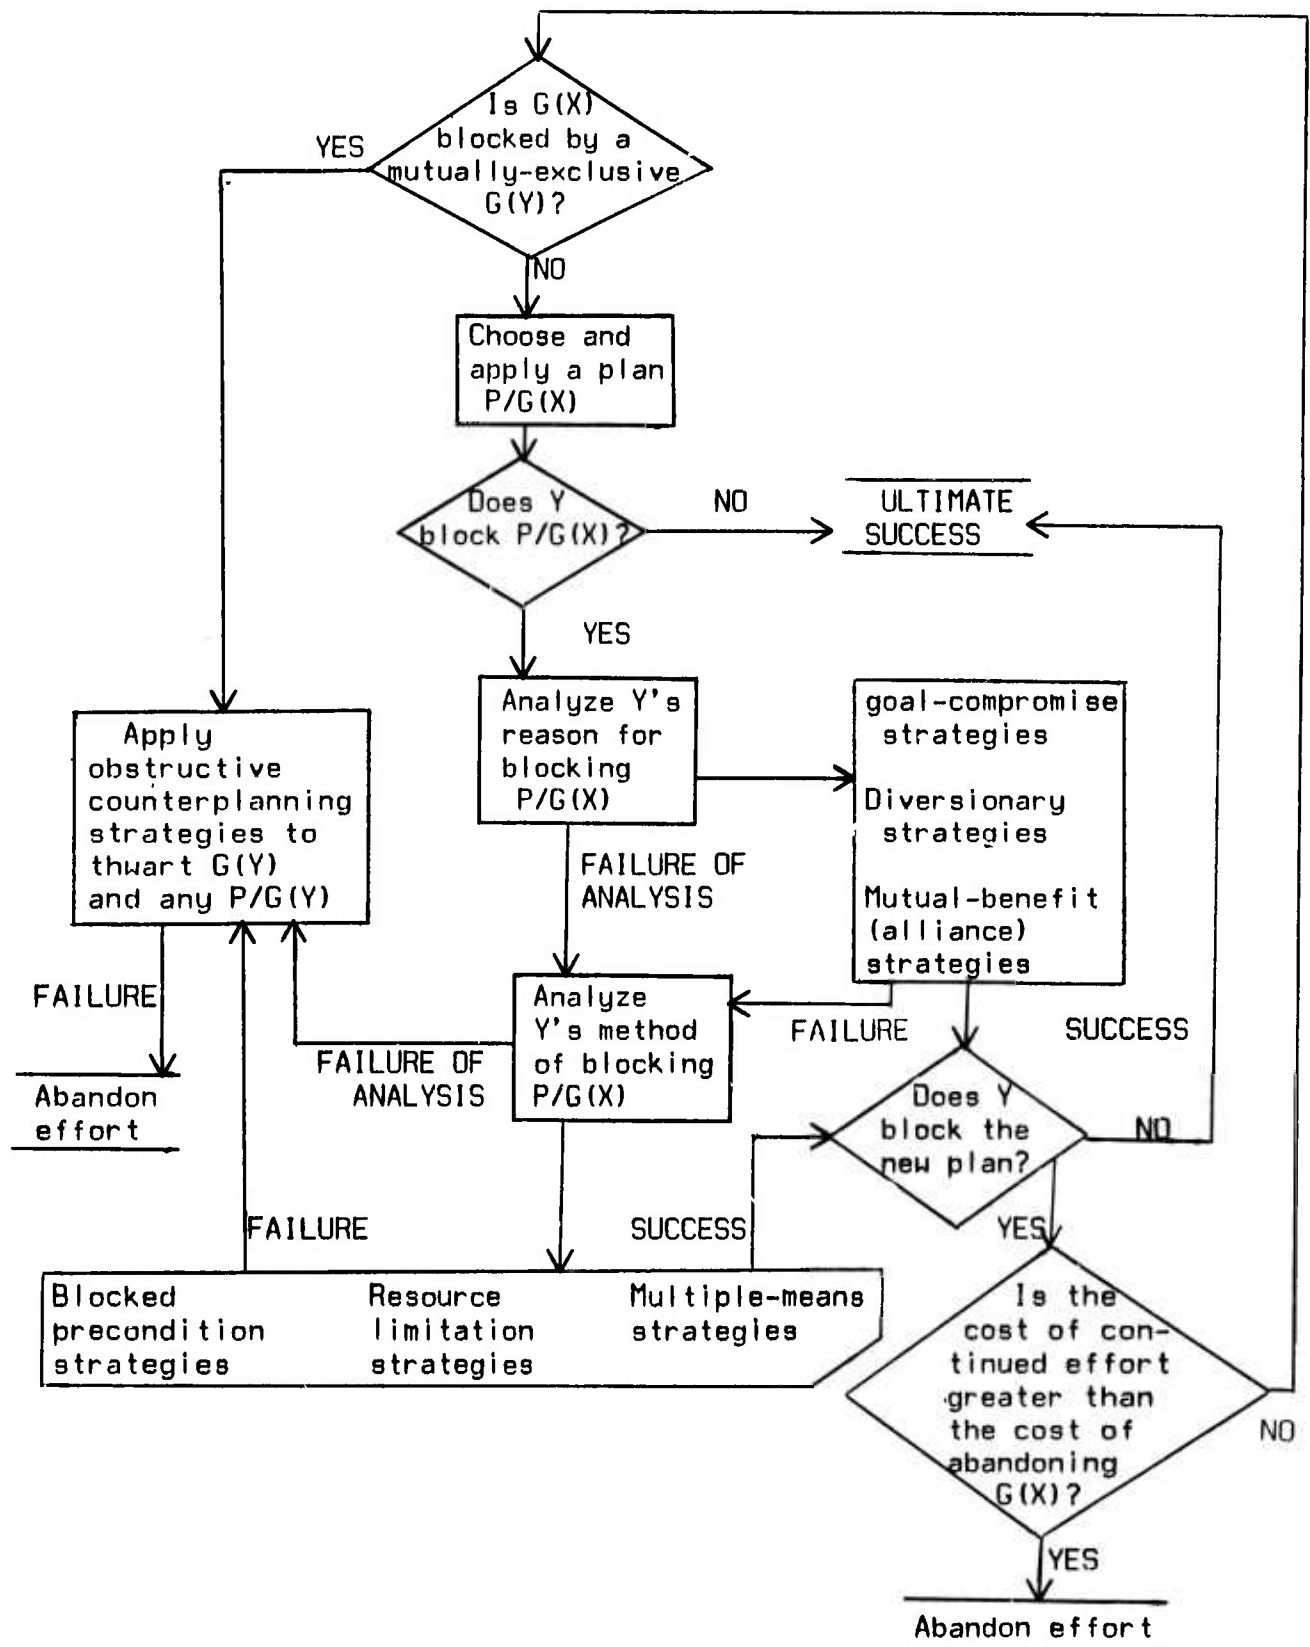 Is G(X)
blocked by a
mutually-exclusive
G(Y)?
YES
NO
Choose and
apply a plan
P/G(X)
Does Y
block P/G(X)?
NO
ULTIMATE
SUCCESS
YES
Analyze Y's
reason for
blocking
P/G(X)
goal-compromise
strategies
Diversionary
strategies
Mutual-benefit
(alliance)
strategies
Apply
obstructive
counterplanning
strategies to
thwart G(Y)
and any P/G(Y)
FAILURE OF
ANALYSIS
FAILURE
Abandon
effort
Analyze
Y's method
of blocking
P/G(X)
FAILURE OF
ANALYSIS
FAILURE
SUCCESS
Does Y
block the
new plan?
NO
YES
FAILURE
SUCCESS
Blocked
precondition
strategies
Resource
limitation
strategies
Multiple-means
strategies
Is the
cost of con-
tinued effort
greater than
the cost of
abandoning
G(X)?
NO
YES
Abandon effort